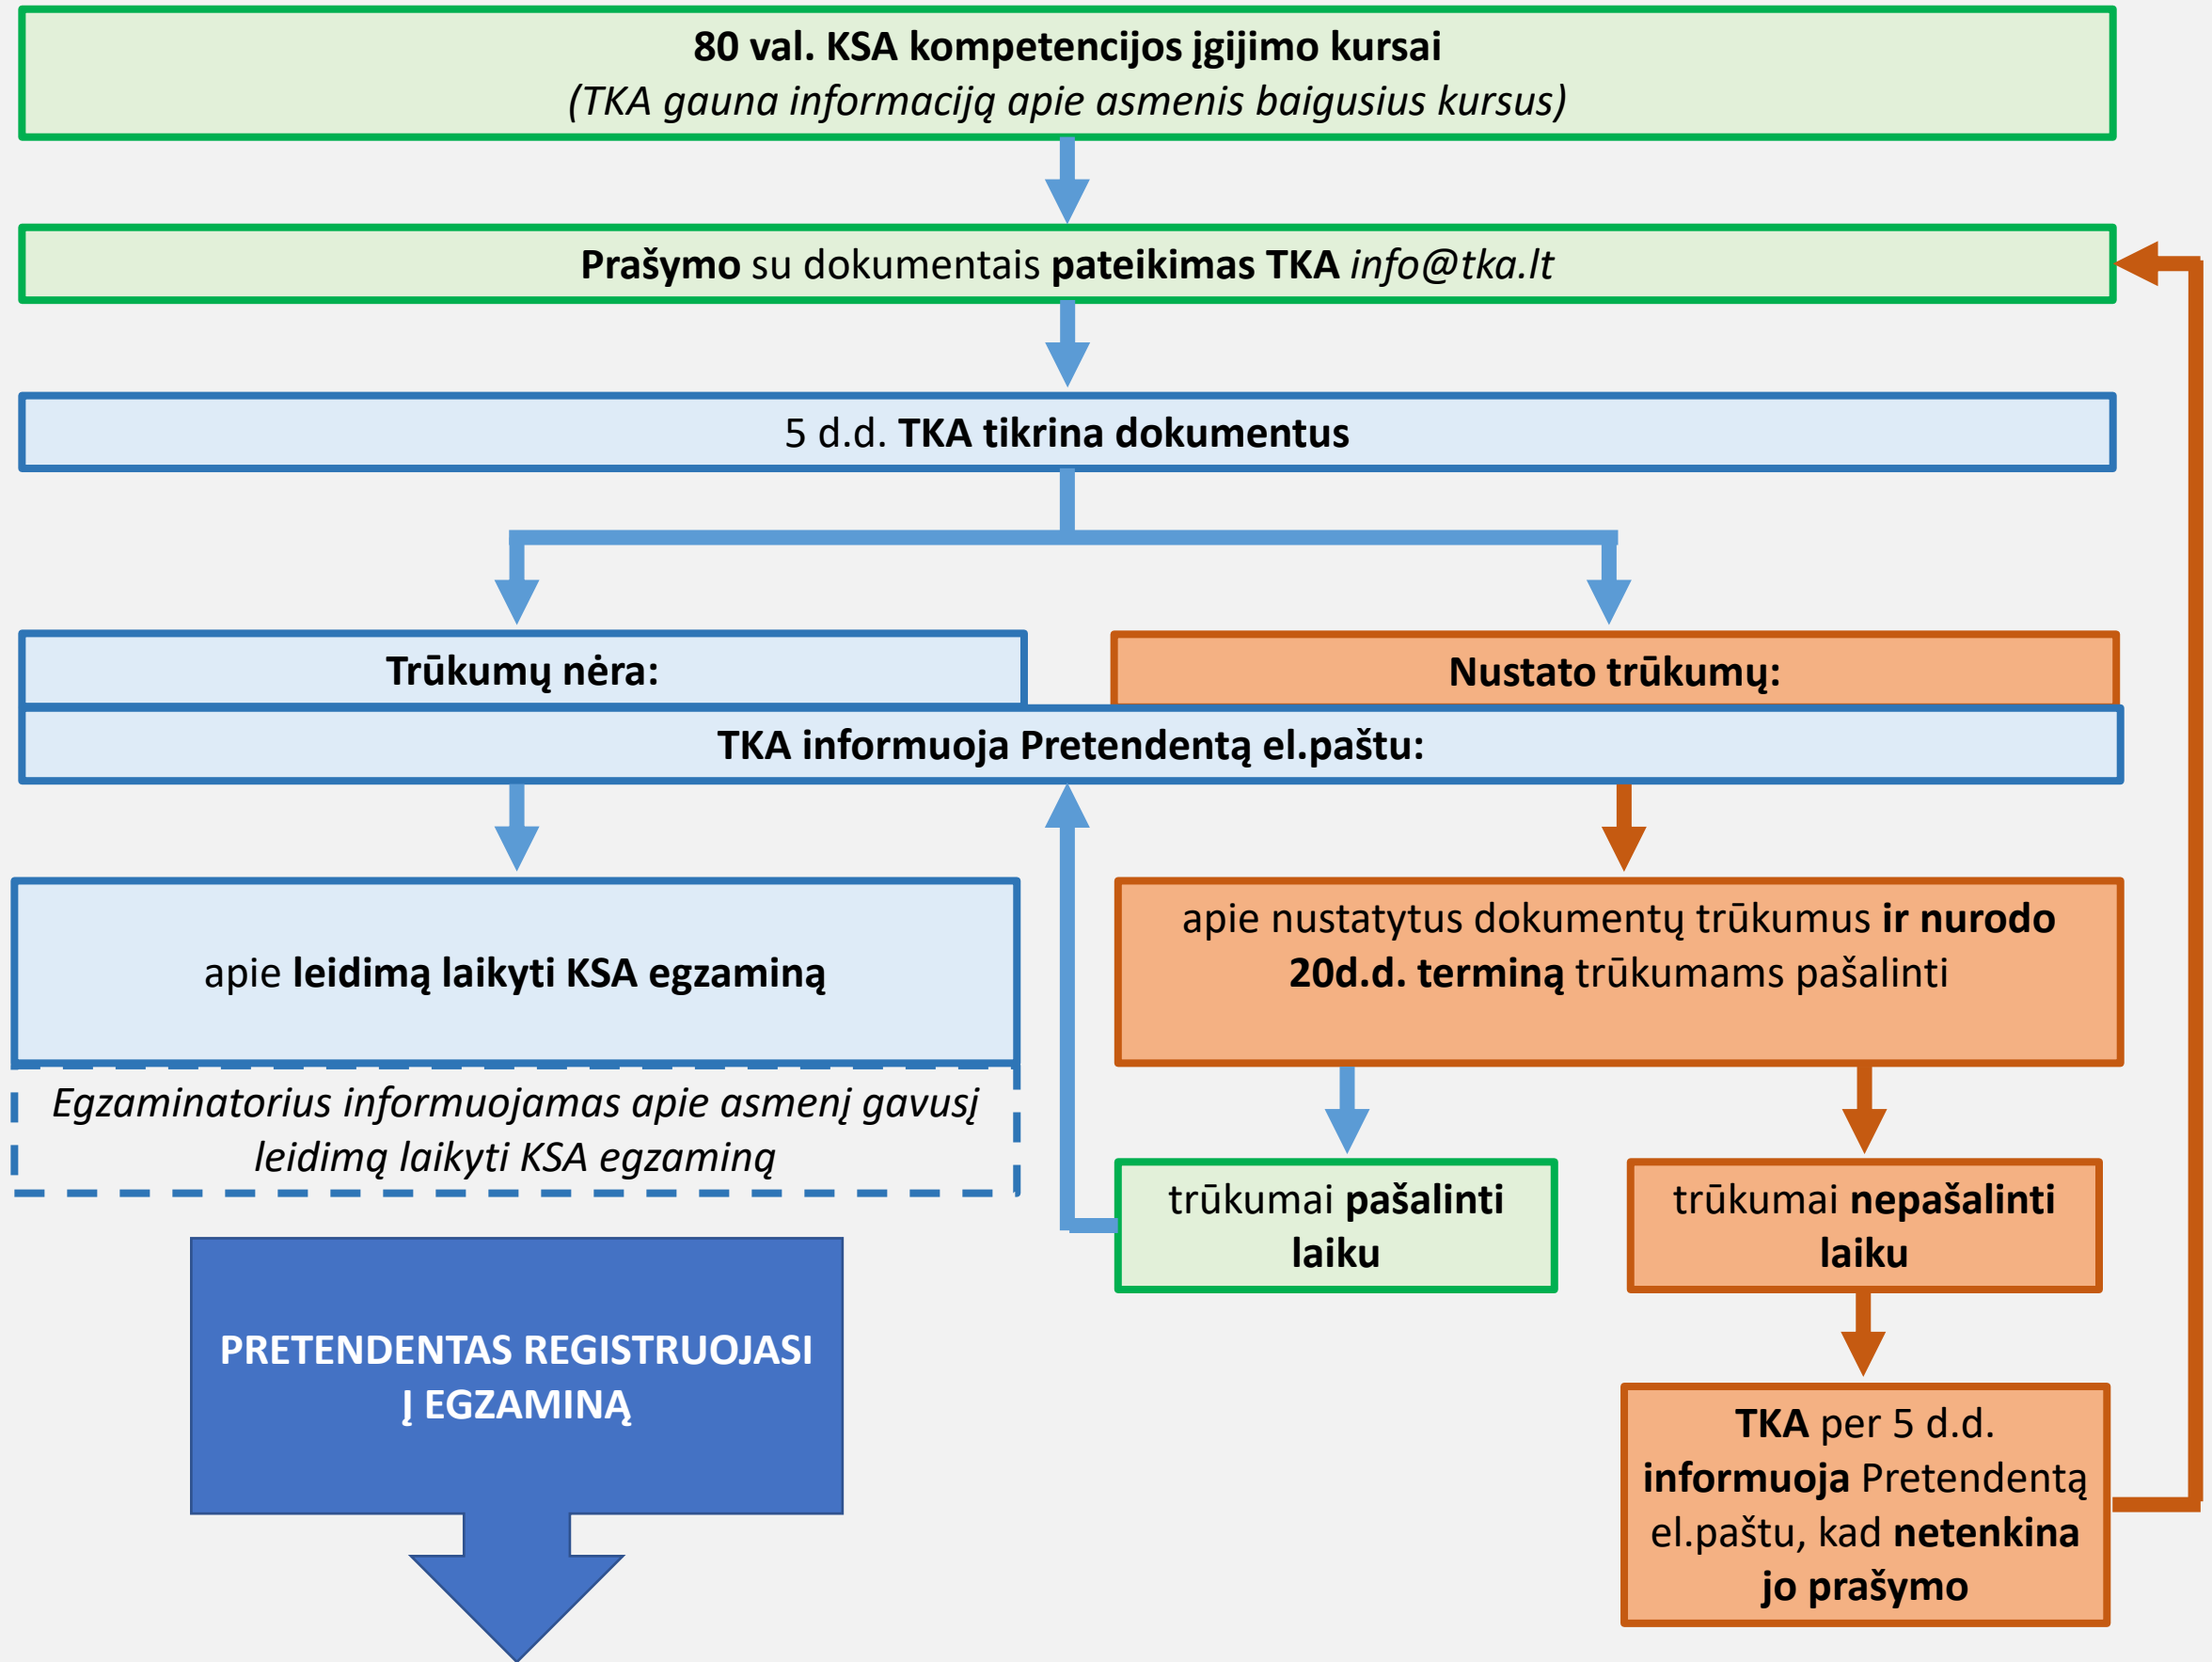 80 val. KSA kompetencijos įgijimo kursai
(TKA gauna informaciją apie asmenis baigusius kursus)
Prašymo su dokumentais pateikimas TKA info@tka.lt
5 d.d. TKA tikrina dokumentus
Trūkumų nėra:
Nustato trūkumų:
TKA informuoja Pretendentą el.paštu:
apie leidimą laikyti KSA egzaminą
apie nustatytus dokumentų trūkumus ir nurodo
20d.d. terminą trūkumams pašalinti
Egzaminatorius informuojamas apie asmenį gavusį
leidimą laikyti KSA egzaminą
trūkumai pašalinti
laiku
trūkumai nepašalinti
laiku
PRETENDENTAS REGISTRUOJASI
Į EGZAMINĄ
TKA per 5 d.d.
informuoja Pretendentą
el.paštu, kad netenkina
jo prašymo